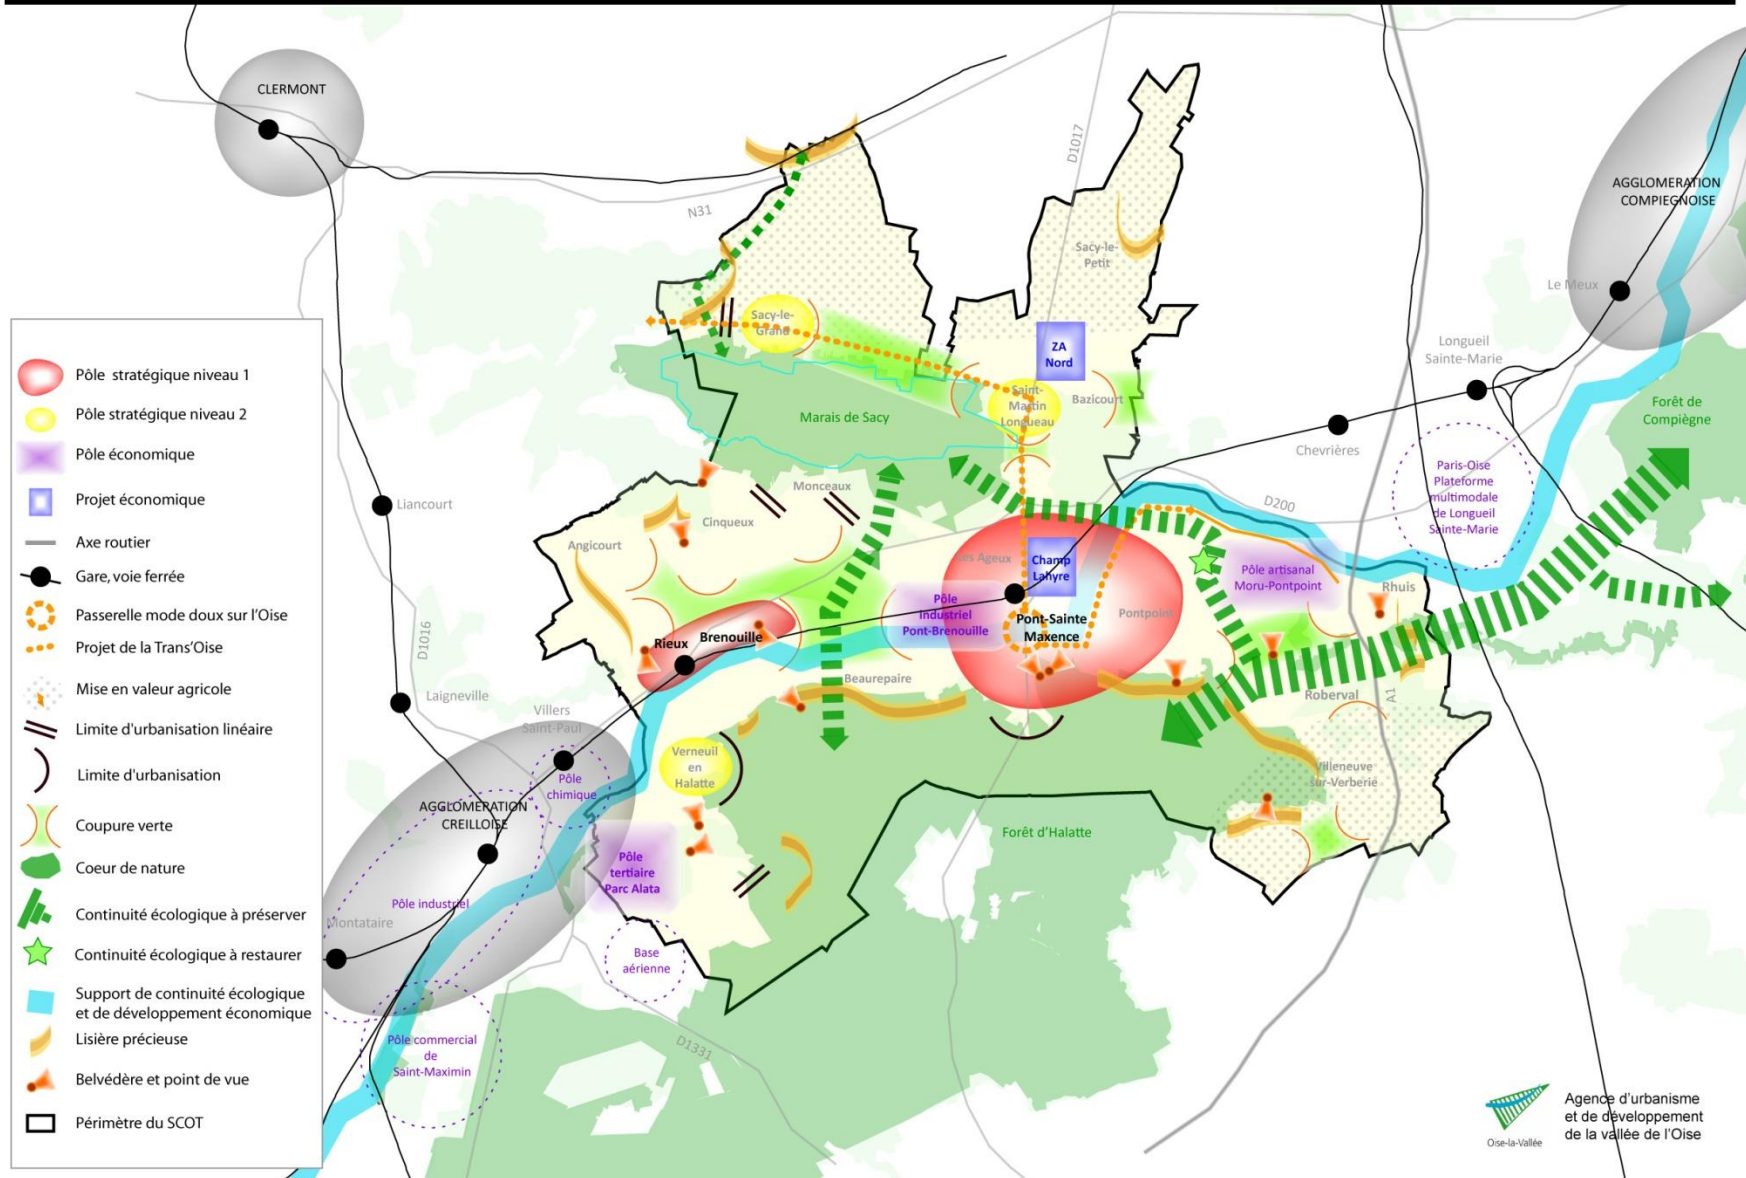 CLERMONT
N31
D1017
AGGLOMERATION
COMPIEGNOISE
Sacy-le-
Petit
Le Meux
Sacy-le-
Grand
ZA
Nord
Longueil
Sainte-Marie
Saint-
Martin
Longueau
Bazicourt
Marais de Sacy
Forêt de
Compiègne
Chevrières
Paris-Oise
Plateforme
multimodale
de Longueil
Sainte-Marie
D200
Liancourt
Monceaux
Cinqueux
Angicourt
Les Ageux
Champ
Lahyre
Pôle artisanal
Moru-Pontpoint
Rhuis
Pôle
industriel
Pont-Brenouille
Pont-Sainte
Maxence
Pontpoint
Rieux
Brenouille
D1016
Laigneville
Beaurepaire
Roberval
A1
Villers
Saint-Paul
Verneuil
en
Halatte
Villeneuve
sur-Verberie
Pôle
chimique
AGGLOMERATION
CREILLOISE
Forêt d'Halatte
Pôle
tertiaire
Parc Alata
Pôle industriel
Montataire
Base
aérienne
D1331
Pôle commercial
de
Saint-Maximin
Pôle stratégique niveau 1
Pôle stratégique niveau 2
Pôle économique
Projet économique
Axe routier
Gare, voie ferrée
Passerelle mode doux sur l'Oise
Projet de la Trans'Oise
Mise en valeur agricole
Limite d'urbanisation linéaire
Limite d'urbanisation
Coupure verte
Coeur de nature
Continuité écologique à préserver
Continuité écologique à restaurer
Support de continuité écologique
et de développement économique
Lisière précieuse
Belvédère et point de vue
Périmètre du SCOT
Oise-la-Vallée
Agence d'urbanisme
et de développement
de la vallée de l'Oise